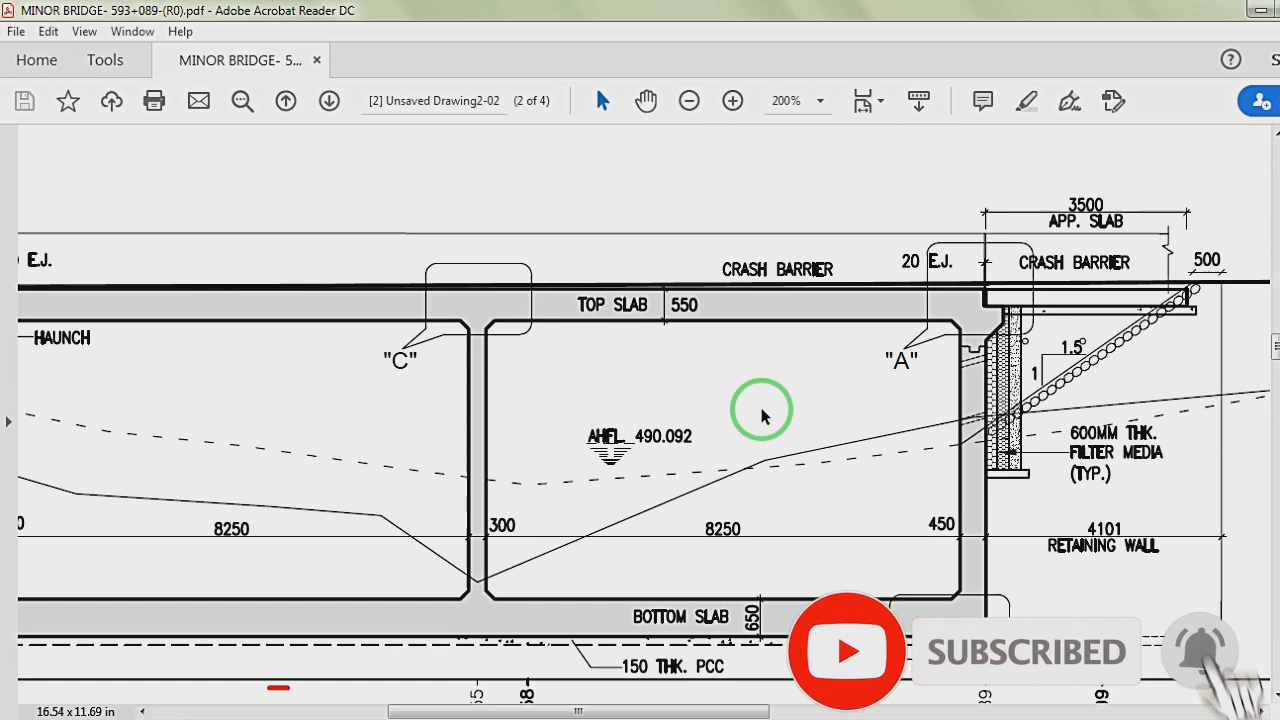 MINOR BRIDGE- 593+089-(R0).pdf - Adobe Acrobat Reader DC
File Edit View Window Help
Home Tools MINOR BRIDGE- 5... ×
[2] Unsaved Drawing2-02 (2 of 4) 200%
3500
APP. SLAB
E.J. CRASH BARRIER 20 E.J. CRASH BARRIER 500
TOP SLAB 550
HAUNCH
"C" "A"
1.5
1
AHFL 490.092
600MM THK.
FILTER MEDIA
(TYP.)
8250 300 8250 450 4101
RETAINING WALL
BOTTOM SLAB 650
150 THK. PCC
SUBSCRIBED
16.54 x 11.69 in